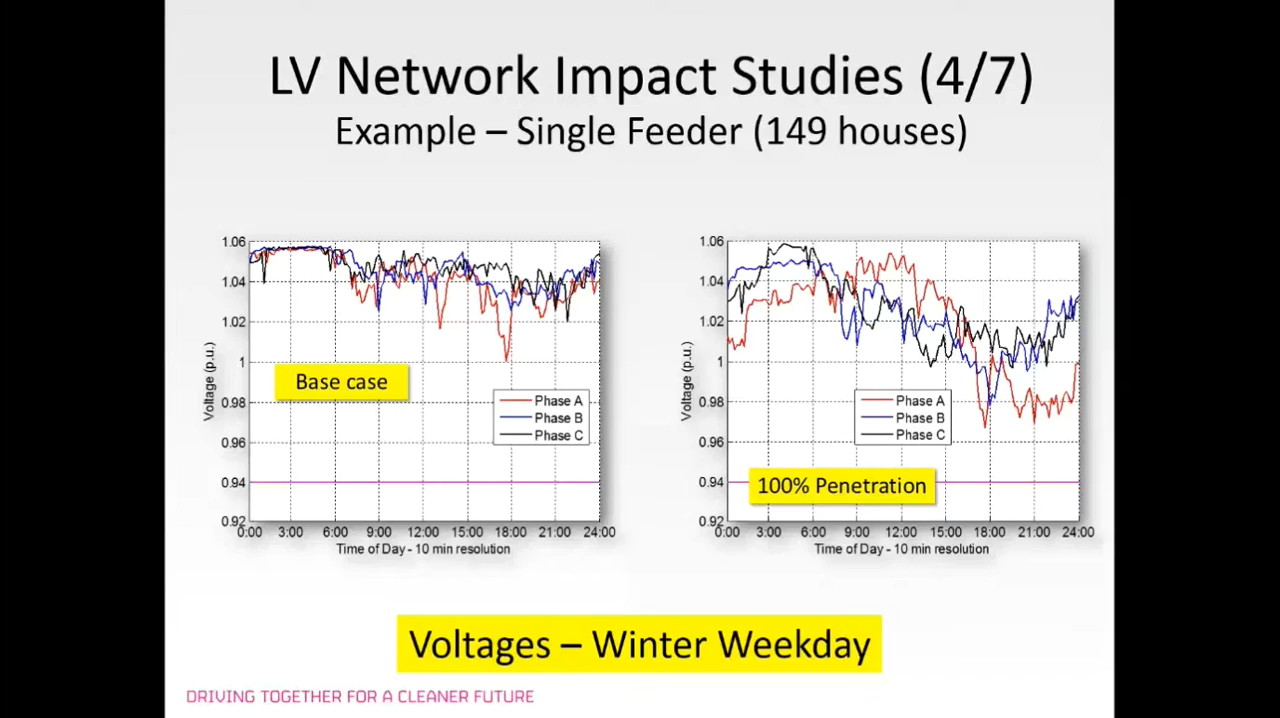 LV Network Impact Studies (4/7)
Example – Single Feeder (149 houses)
1.06
1.04
1.02
1
0.98
0.96
0.94
0.92
Voltage (p.u.)
Base case
Phase A
Phase B
Phase C
0:00 3:00 6:00 9:00 12:00 15:00 18:00 21:00 24:00
Time of Day - 10 min resolution
1.06
1.04
1.02
1
0.98
0.96
0.94
0.92
Voltage (p.u.)
Phase A
Phase B
Phase C
100% Penetration
0:00 3:00 6:00 9:00 12:00 15:00 18:00 21:00 24:00
Time of Day - 10 min resolution
Voltages – Winter Weekday
DRIVING TOGETHER FOR A CLEANER FUTURE